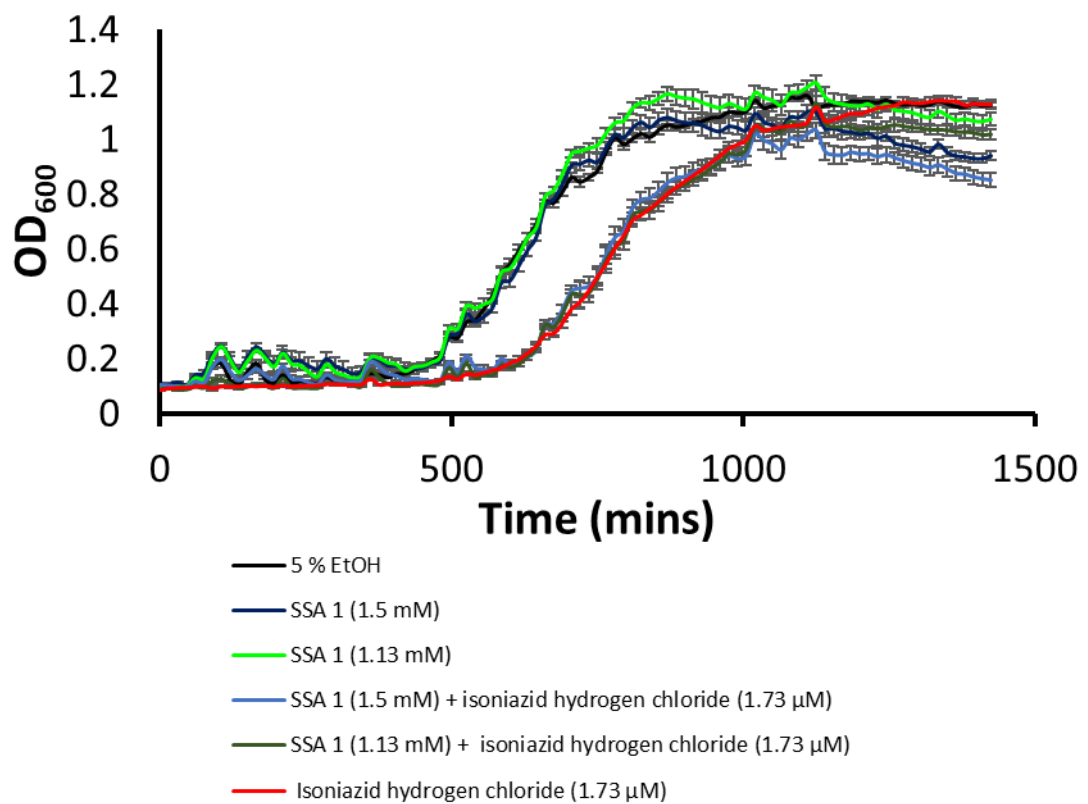 1.4
1.2
1
0.8
0.6
0.4
0.2
0
OD600
0 500 1000 1500
Time (mins)
5 % EtOH
SSA 1 (1.5 mM)
SSA 1 (1.13 mM)
SSA 1 (1.5 mM) + isoniazid hydrogen chloride (1.73 µM)
SSA 1 (1.13 mM) + isoniazid hydrogen chloride (1.73 µM)
Isoniazid hydrogen chloride (1.73 µM)